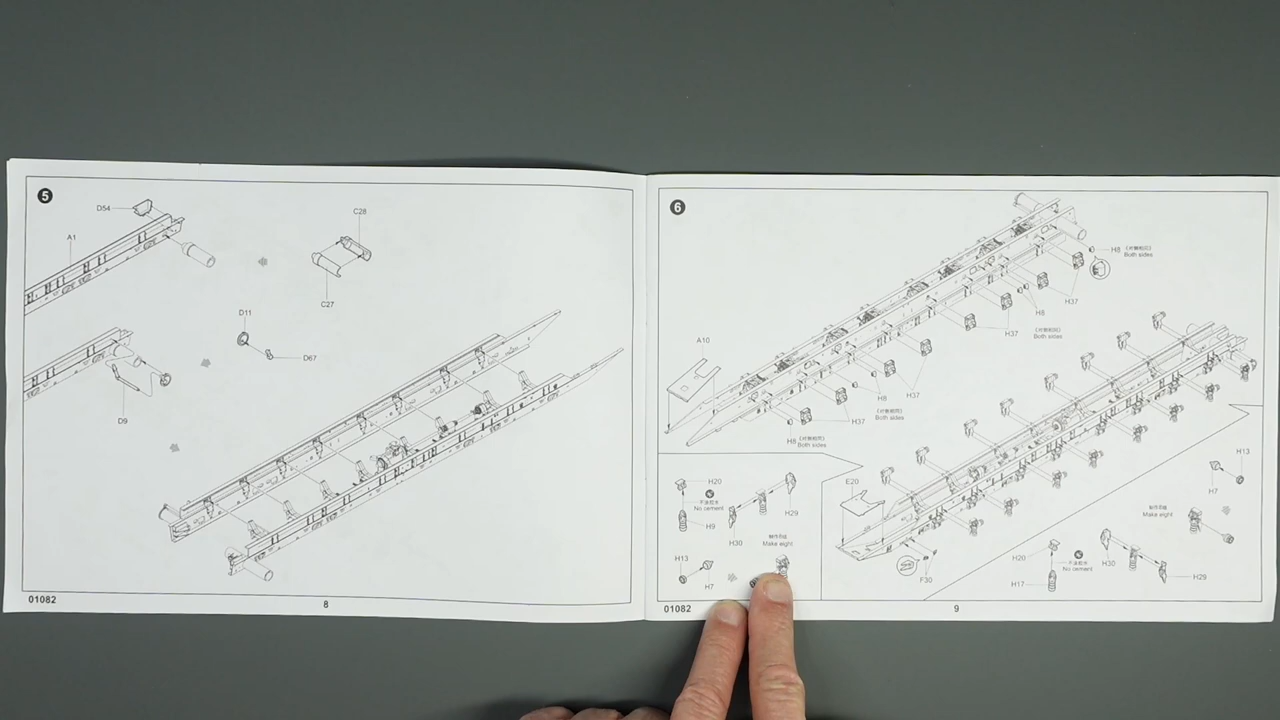 5
D54
A1
C28
C27
D11
D67
D9
01082
8
6
H8
Both sides
H37
H8
H37
Both sides
A10
H37
H8
H37
Both sides
H8
Both sides
H20
No cement
H9
H30
H29
Make eight
H13
H7
01082
E20
F30
H13
H7
Make eight
H20
No cement
H17
H30
H29
9